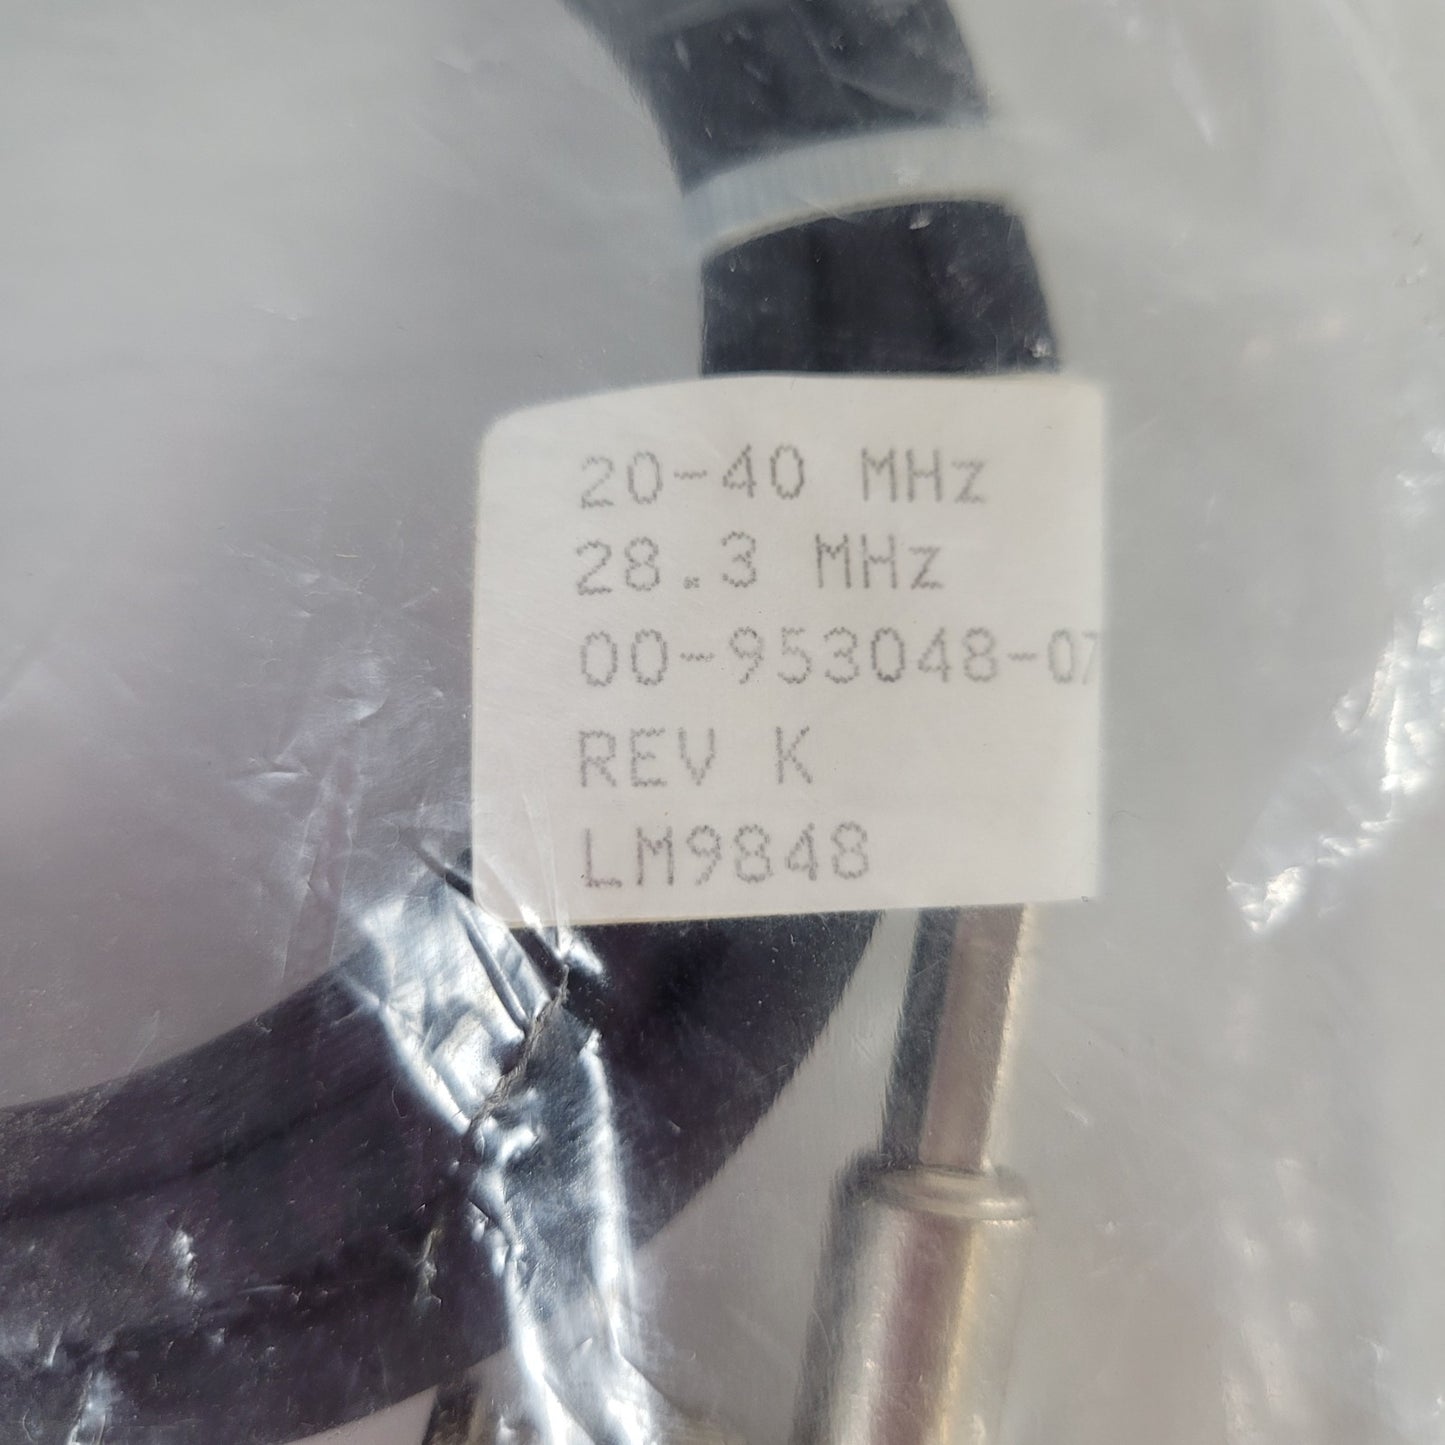 20-40 MHz
28.3 MHz
00-953048-07
REV K
LM9848